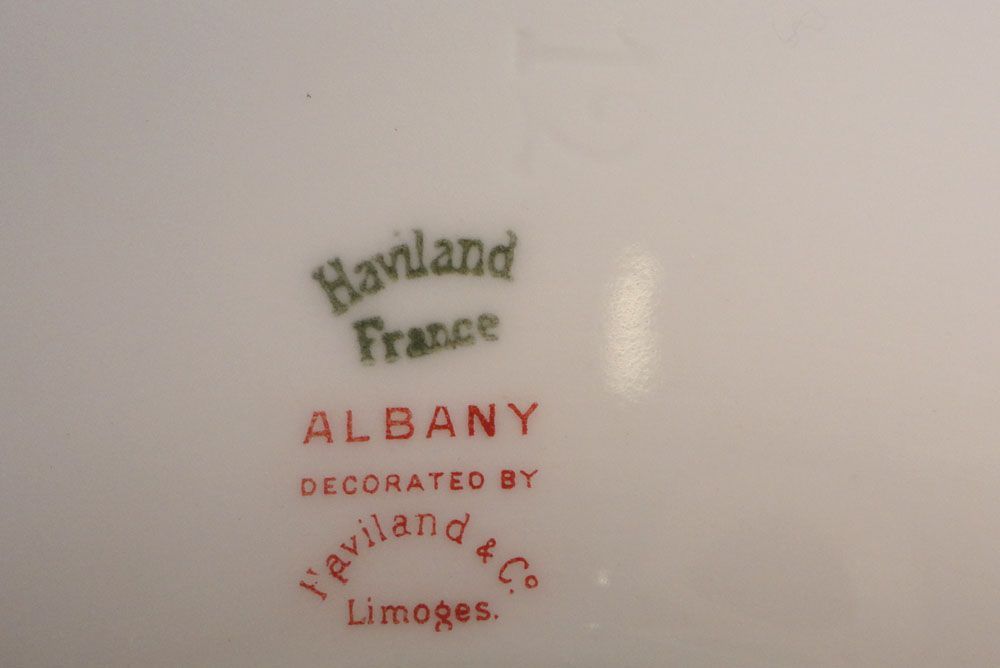 Haviland
France
ALBANY
DECORATED BY
Haviland & Co
Limoges.